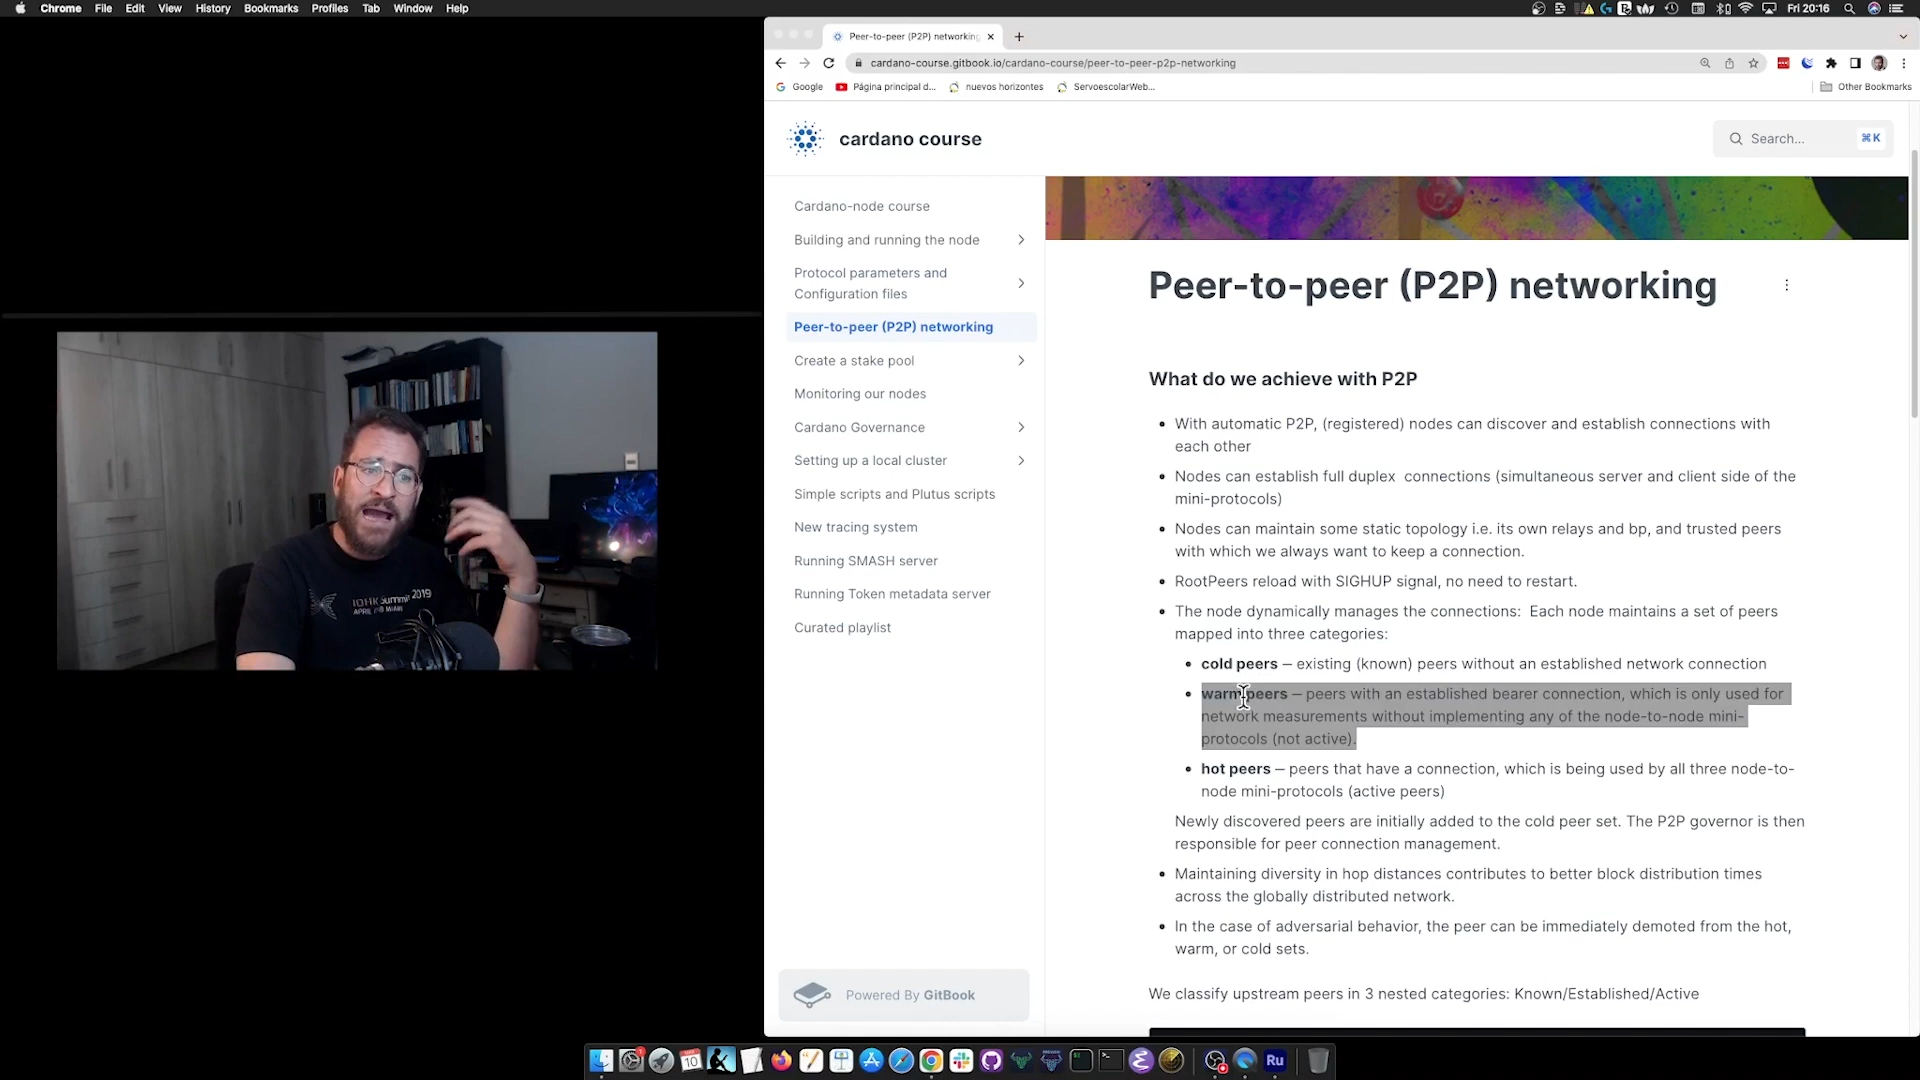 Chrome File Edit View History Bookmarks Profiles Tab Window Help
Fri 20:16
Peer-to-peer (P2P) networking
cardano-course.gitbook.io/cardano-course/peer-to-peer-p2p-networking
Google
Página principal d...
nuevos horizontes
ServoescolarWeb...
Other Bookmarks
cardano course
Search...
⌘K
Cardano-node course
Building and running the node
Protocol parameters and
Configuration files
Peer-to-peer (P2P) networking
Create a stake pool
Monitoring our nodes
Cardano Governance
Setting up a local cluster
Simple scripts and Plutus scripts
New tracing system
Running SMASH server
Running Token metadata server
Curated playlist
Powered By GitBook
Peer-to-peer (P2P) networking
What do we achieve with P2P
• With automatic P2P, (registered) nodes can discover and establish connections with
each other
• Nodes can establish full duplex connections (simultaneous server and client side of the
mini-protocols)
• Nodes can maintain some static topology i.e. its own relays and bp, and trusted peers
with which we always want to keep a connection.
• RootPeers reload with SIGHUP signal, no need to restart.
• The node dynamically manages the connections: Each node maintains a set of peers
mapped into three categories:
• cold peers – existing (known) peers without an established network connection
• warm peers – peers with an established bearer connection, which is only used for
network measurements without implementing any of the node-to-node mini-
protocols (not active).
• hot peers – peers that have a connection, which is being used by all three node-to-
node mini-protocols (active peers)
Newly discovered peers are initially added to the cold peer set. The P2P governor is then
responsible for peer connection management.
• Maintaining diversity in hop distances contributes to better block distribution times
across the globally distributed network.
• In the case of adversarial behavior, the peer can be immediately demoted from the hot,
warm, or cold sets.
We classify upstream peers in 3 nested categories: Known/Established/Active
IOHK Summit 2019
10
Ru